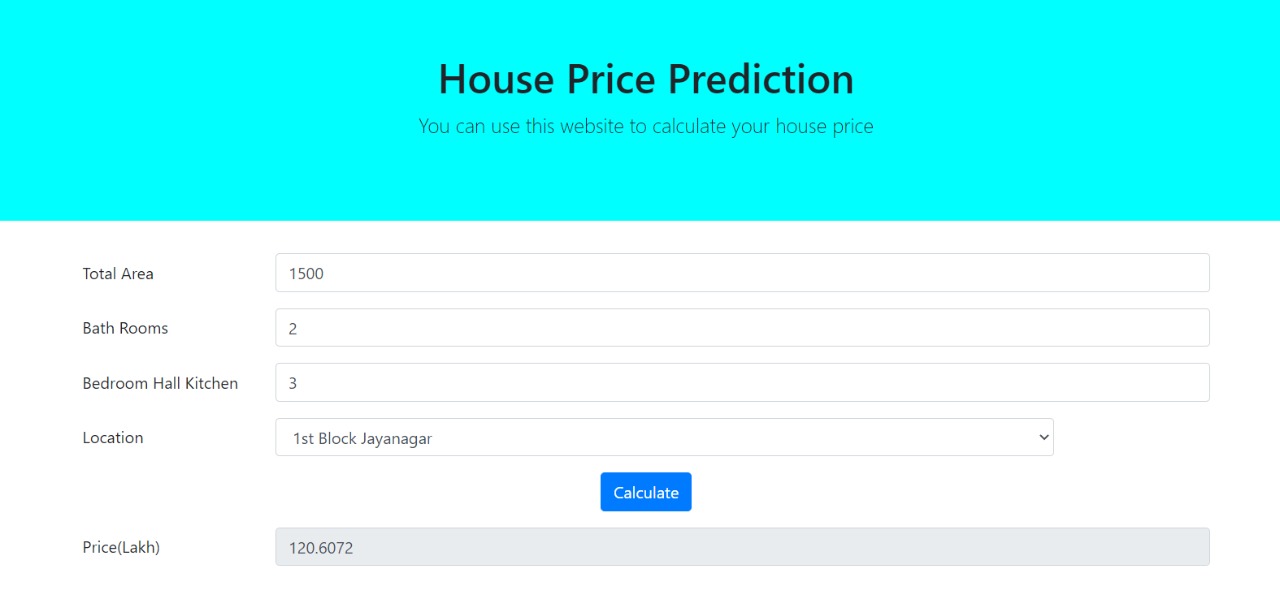 House Price Prediction
You can use this website to calculate your house price
Total Area 1500
Bath Rooms 2
Bedroom Hall Kitchen 3
Location 1st Block Jayanagar
Calculate
Price(Lakh) 120.6072